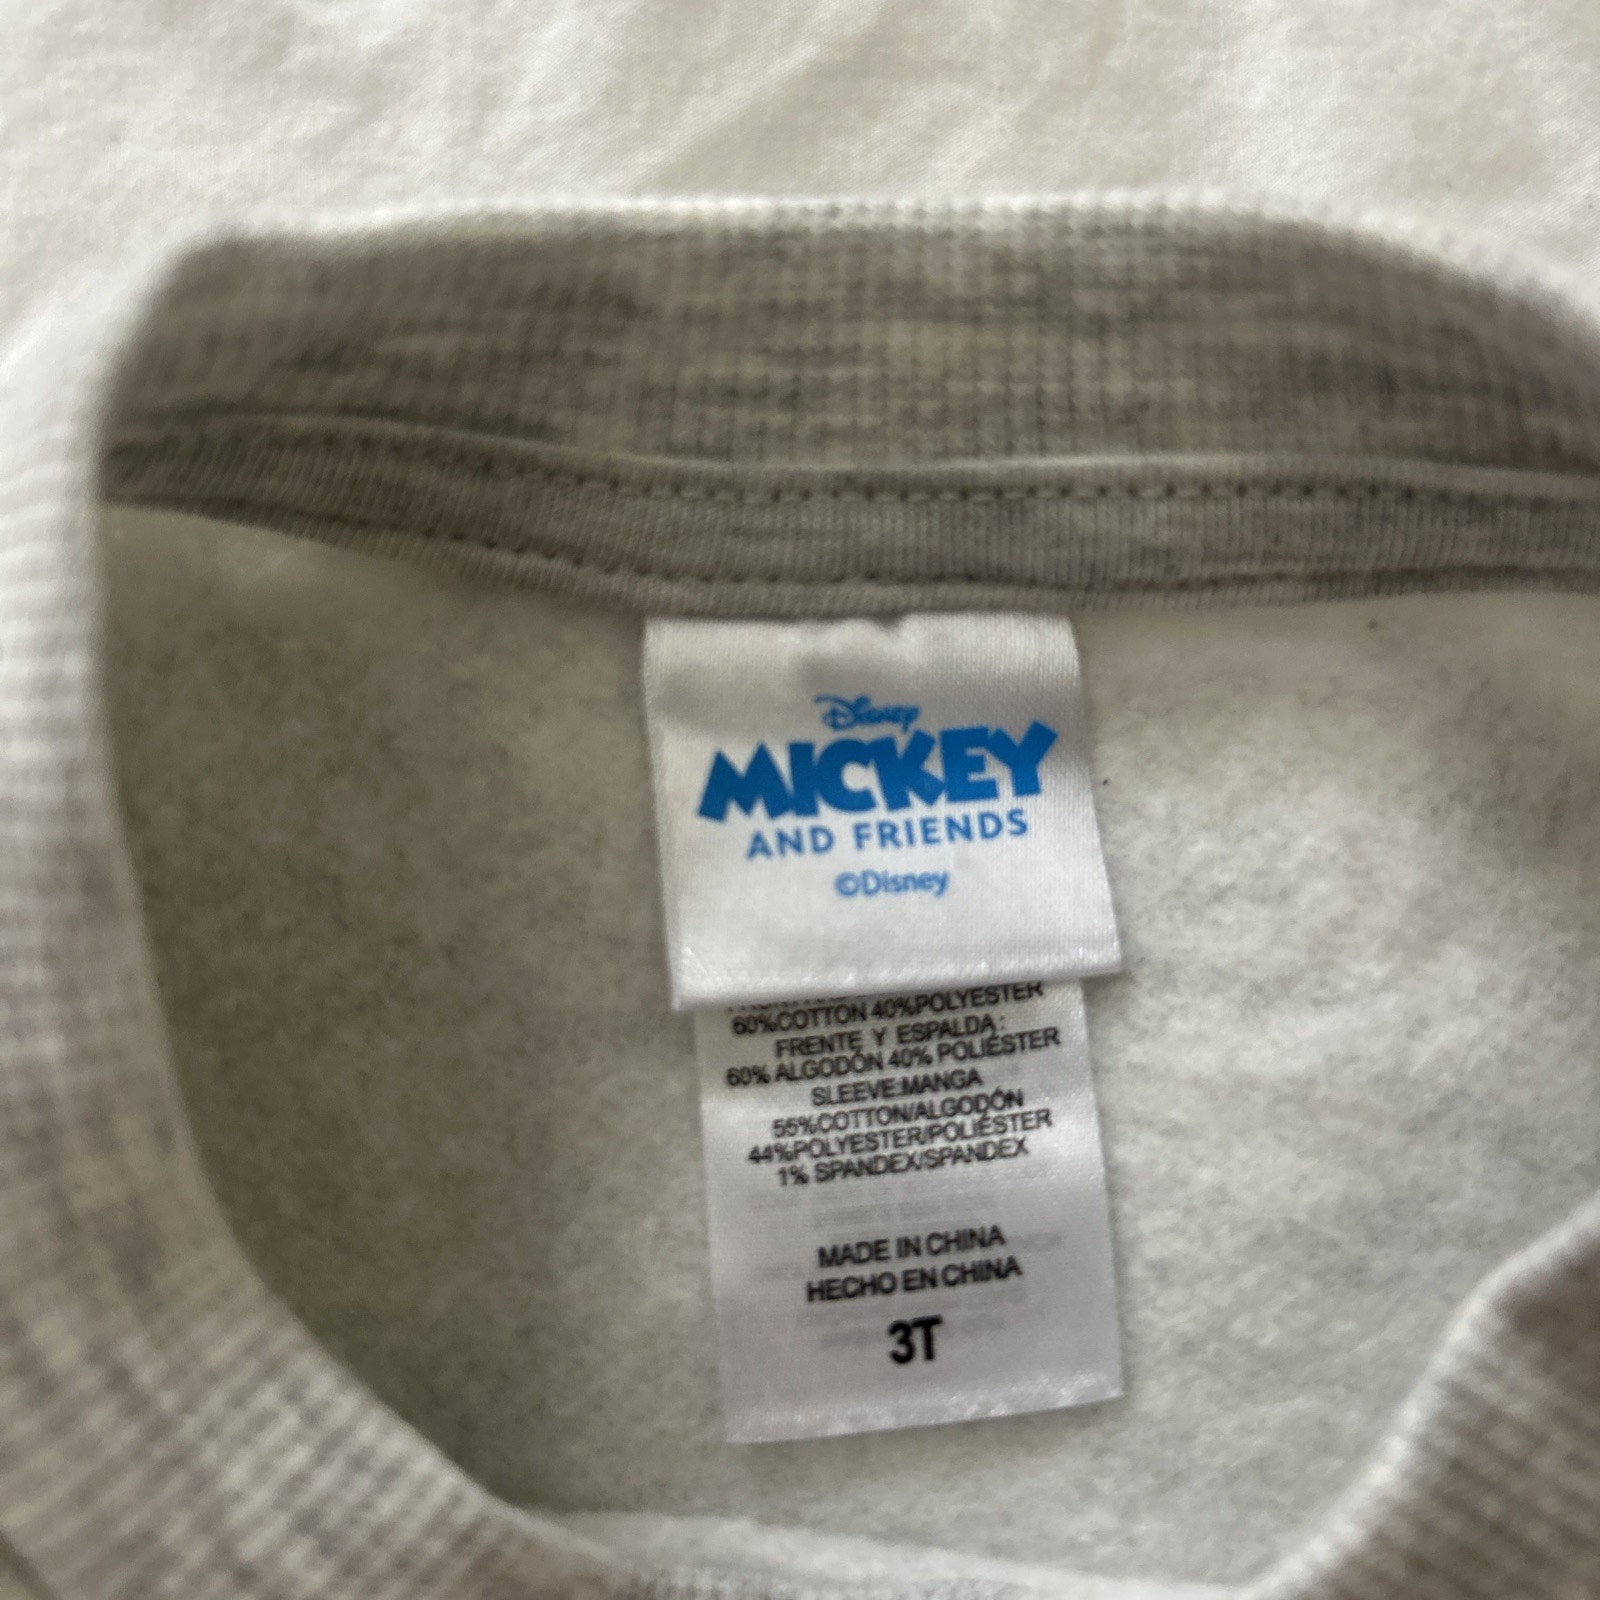 Disney
MICKEY
AND FRIENDS
©Disney
60%COTTON 40%POLYESTER
FRENTE Y ESPALDA:
60% ALGODÓN 40% POLIÉSTER
SLEEVE:MANGA
55%COTTON/ALGODÓN
44%POLYESTER/POLIÉSTER
1% SPANDEX/SPANDEX
MADE IN CHINA
HECHO EN CHINA
3T